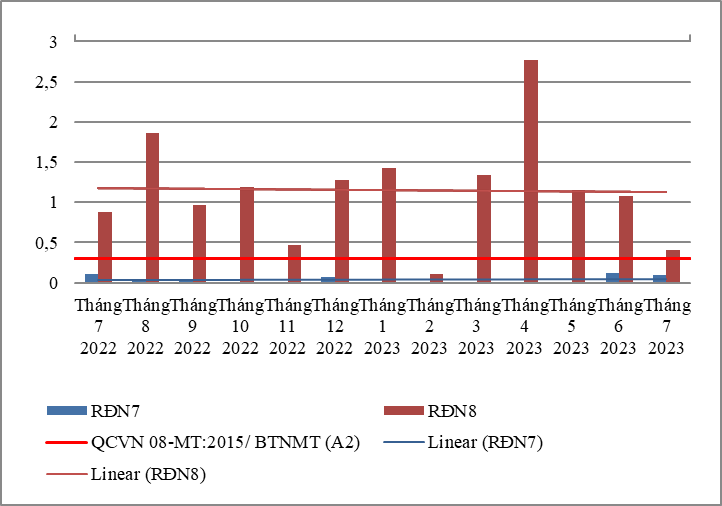 3
2,5
2
1,5
1
0,5
0
Tháng Tháng Tháng Tháng Tháng Tháng Tháng Tháng Tháng Tháng Tháng Tháng Tháng
7 8 9 10 11 12 1 2 3 4 5 6 7
2022 2022 2022 2022 2022 2022 2023 2023 2023 2023 2023 2023 2023
RĐN7 RĐN8
QCVN 08-MT:2015/ BTNMT (A2) Linear (RĐN7)
Linear (RĐN8)